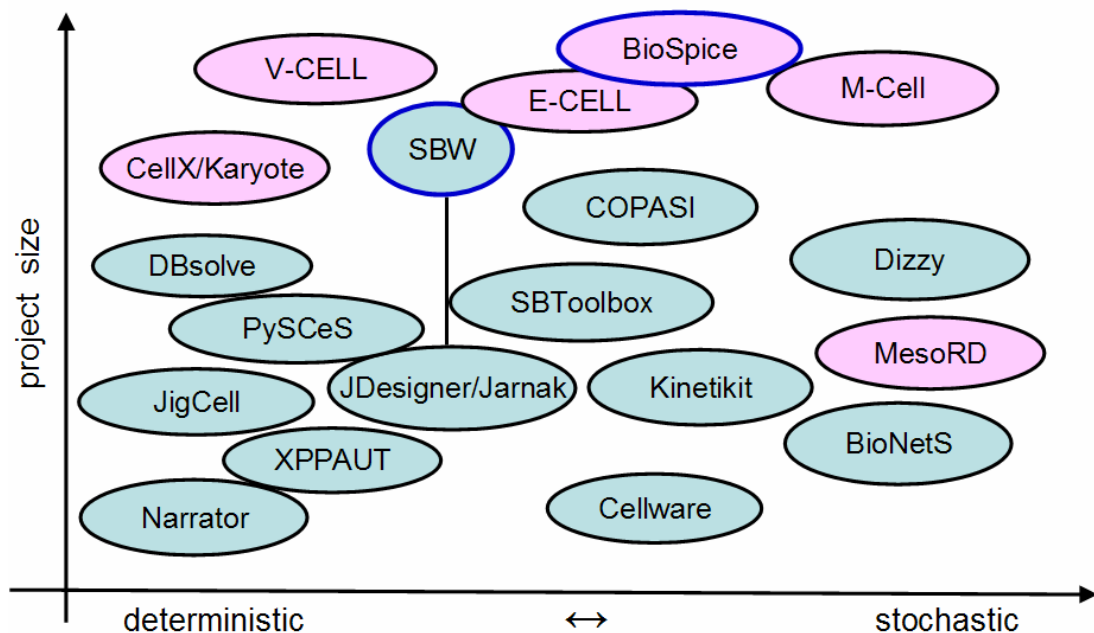 BioSpice
V-CELL
M-Cell
E-CELL
SBW
CellX/Karyote
COPASI
DBsolve
Dizzy
SBToolbox
PySCeS
MesoRD
JDesigner/Jarnak
Kinetikit
JigCell
BioNetS
XPPAUT
Cellware
Narrator
project size
deterministic ↔ stochastic